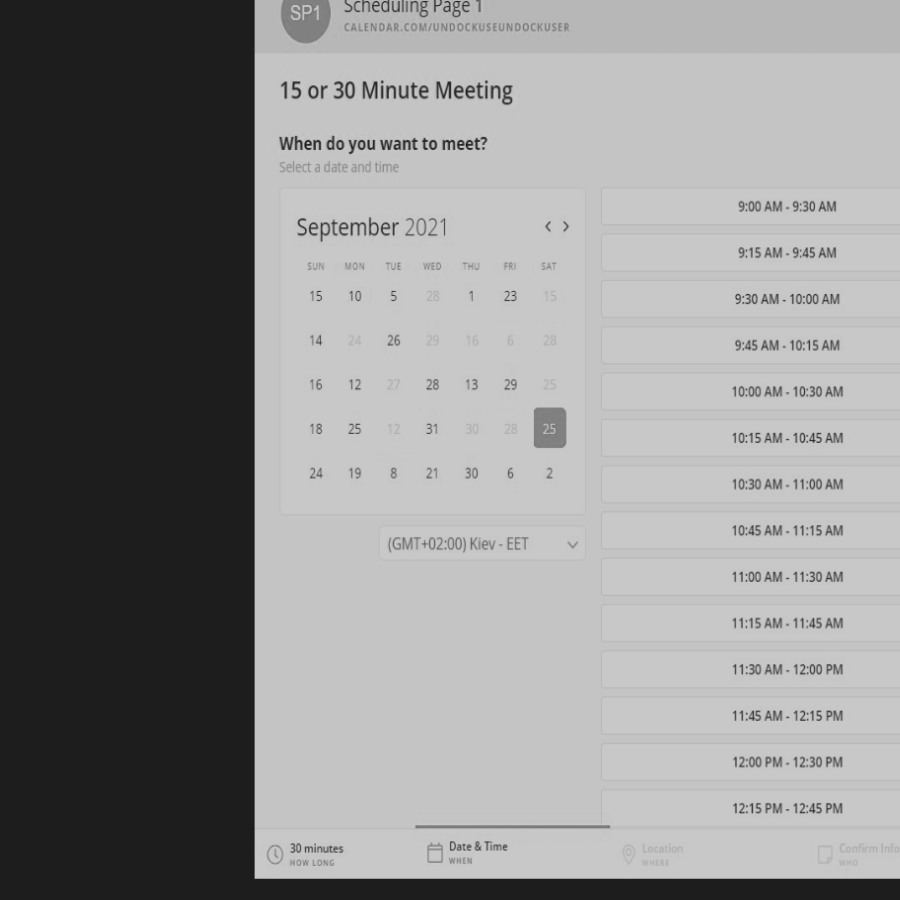 SP1
Scheduling Page 1
CALENDAR.COM/UNDOCKUSEUNDOCKUSER
15 or 30 Minute Meeting
When do you want to meet?
Select a date and time
September 2021
SUN MON TUE WED THU FRI SAT
15 10 5 28 1 23 15
14 24 26 29 16 6 28
16 12 27 28 13 29 25
18 25 12 31 30 28 25
24 19 8 21 30 6 2
(GMT+02:00) Kiev - EET
9:00 AM - 9:30 AM
9:15 AM - 9:45 AM
9:30 AM - 10:00 AM
9:45 AM - 10:15 AM
10:00 AM - 10:30 AM
10:15 AM - 10:45 AM
10:30 AM - 11:00 AM
10:45 AM - 11:15 AM
11:00 AM - 11:30 AM
11:15 AM - 11:45 AM
11:30 AM - 12:00 PM
11:45 AM - 12:15 PM
12:00 PM - 12:30 PM
12:15 PM - 12:45 PM
30 minutes
HOW LONG
Date & Time
WHEN
Location
WHERE
Confirm Info
WHO